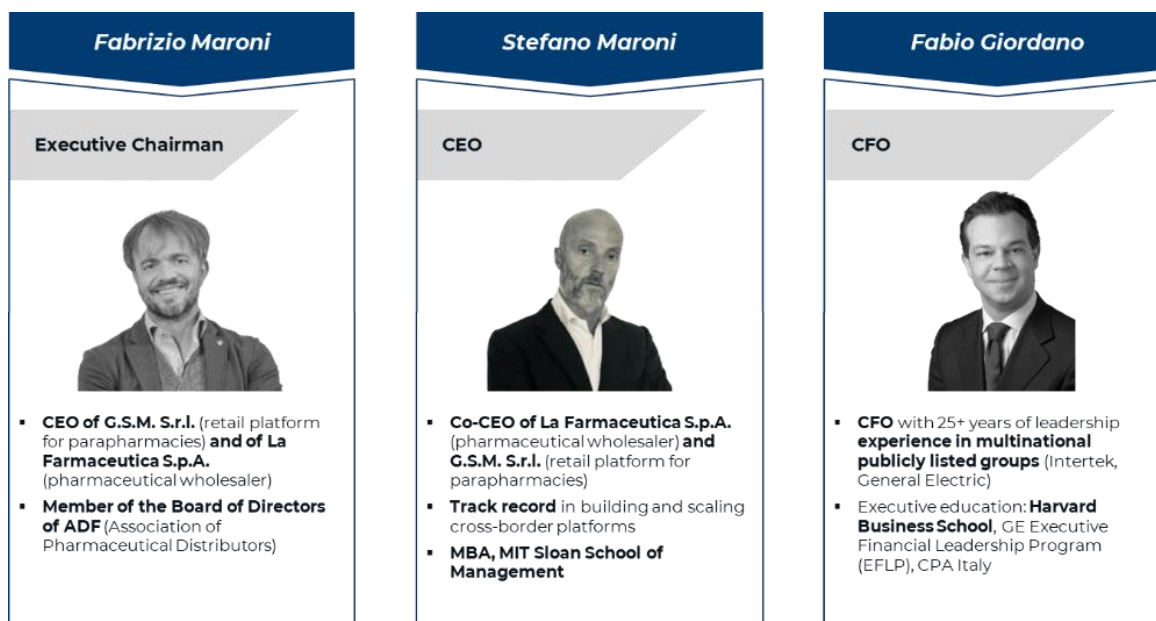 Fabrizio Maroni
Executive Chairman
▪ CEO of G.S.M. S.r.l. (retail platform
for parapharmacies) and of La
Farmaceutica S.p.A.
(pharmaceutical wholesaler)
▪ Member of the Board of Directors
of ADF (Association of
Pharmaceutical Distributors)
Stefano Maroni
CEO
▪ Co-CEO of La Farmaceutica S.p.A.
(pharmaceutical wholesaler) and
G.S.M. S.r.l. (retail platform for
parapharmacies)
▪ Track record in building and scaling
cross-border platforms
▪ MBA, MIT Sloan School of
Management
Fabio Giordano
CFO
▪ CFO with 25+ years of leadership
experience in multinational
publicly listed groups (Intertek,
General Electric)
▪ Executive education: Harvard
Business School, GE Executive
Financial Leadership Program
(EFLP), CPA Italy